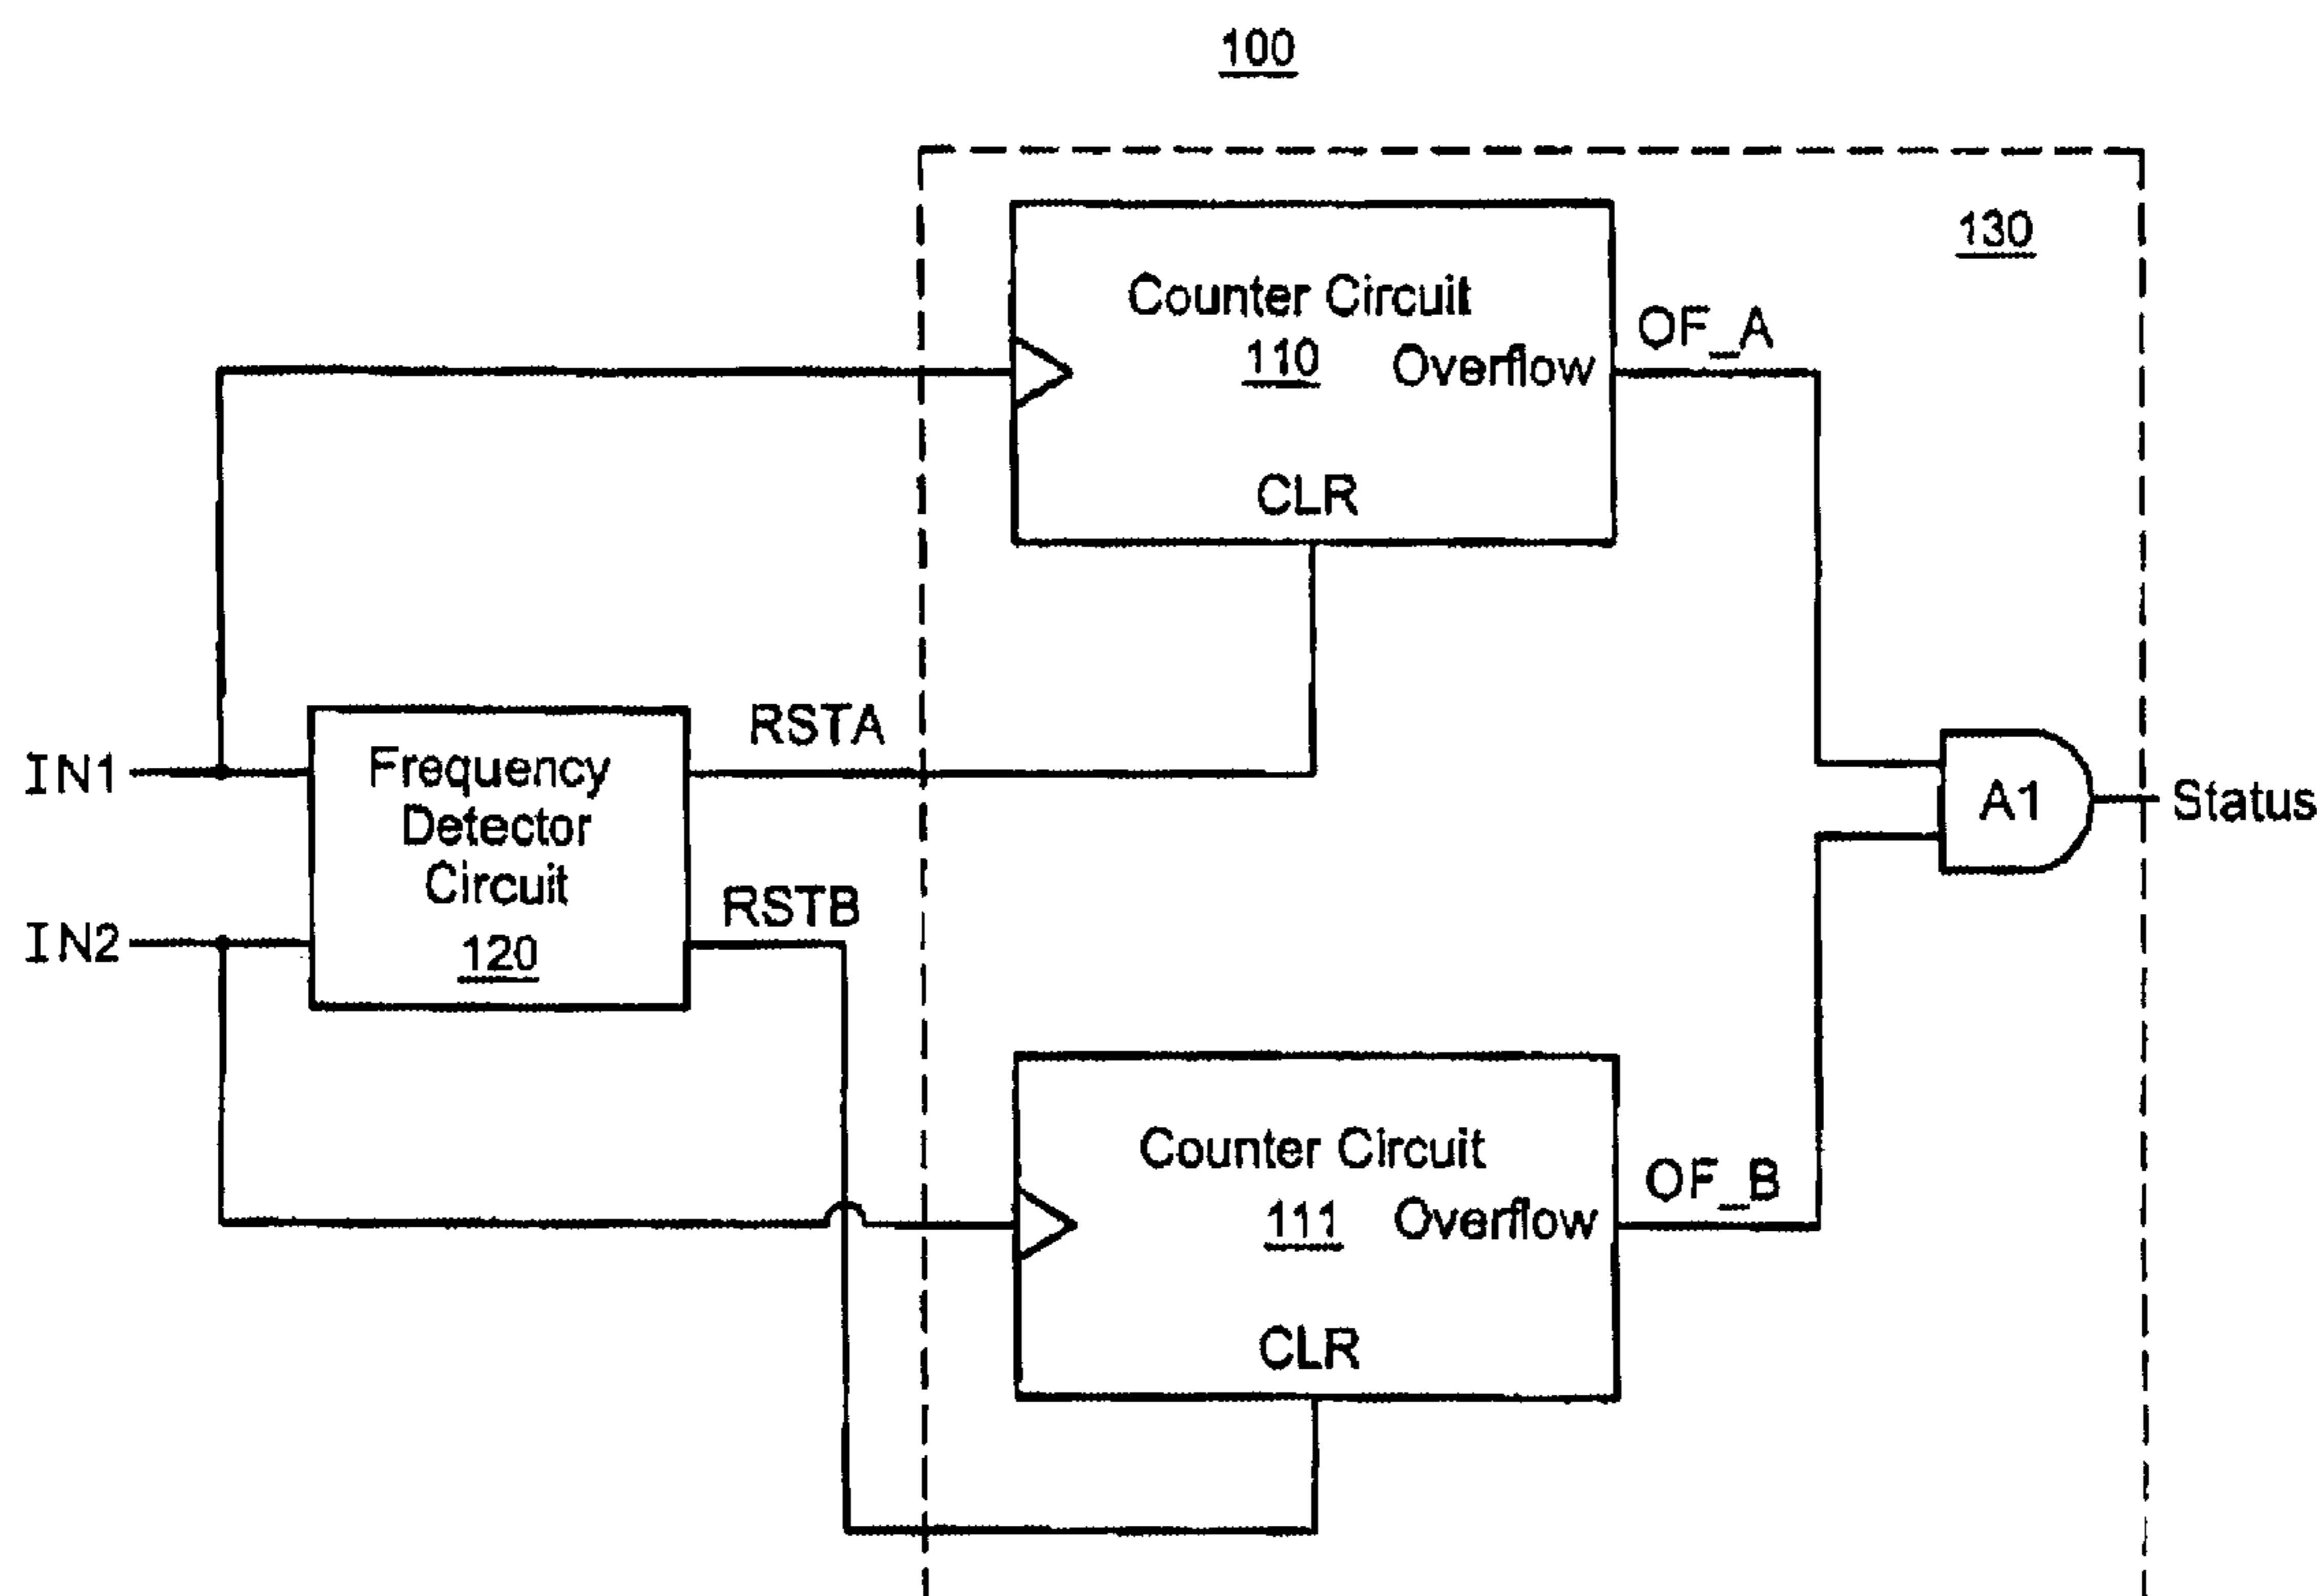 100
130
Counter Circuit
110
Overflow
OF_A
CLR
IN1
Frequency
Detector
Circuit
120
RSTA
A1
Status
IN2
RSTB
Counter Circuit
111
Overflow
OF_B
CLR